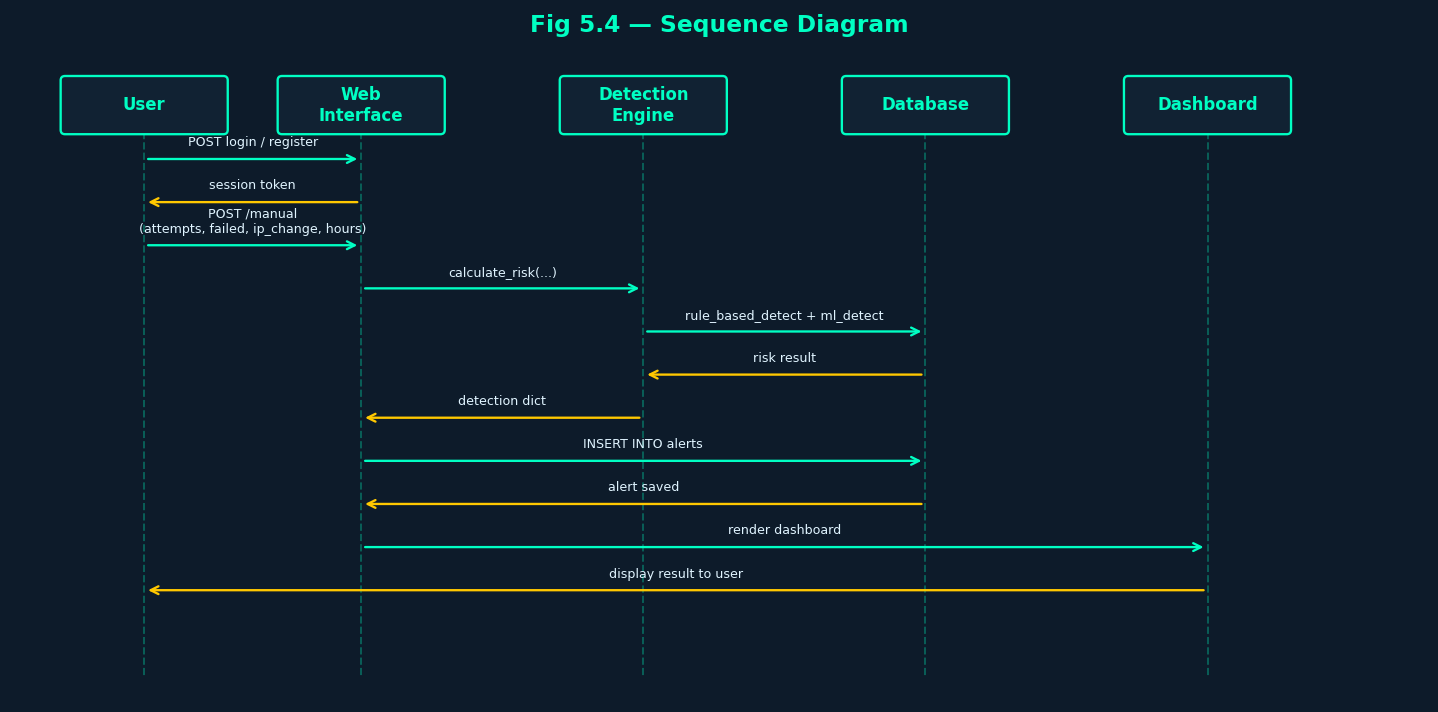 Fig 5.4 — Sequence Diagram
User
Web
Interface
Detection
Engine
Database
Dashboard
POST login / register
session token
POST /manual
(attempts, failed, ip_change, hours)
calculate_risk(...)
rule_based_detect + ml_detect
risk result
detection dict
INSERT INTO alerts
alert saved
render dashboard
display result to user